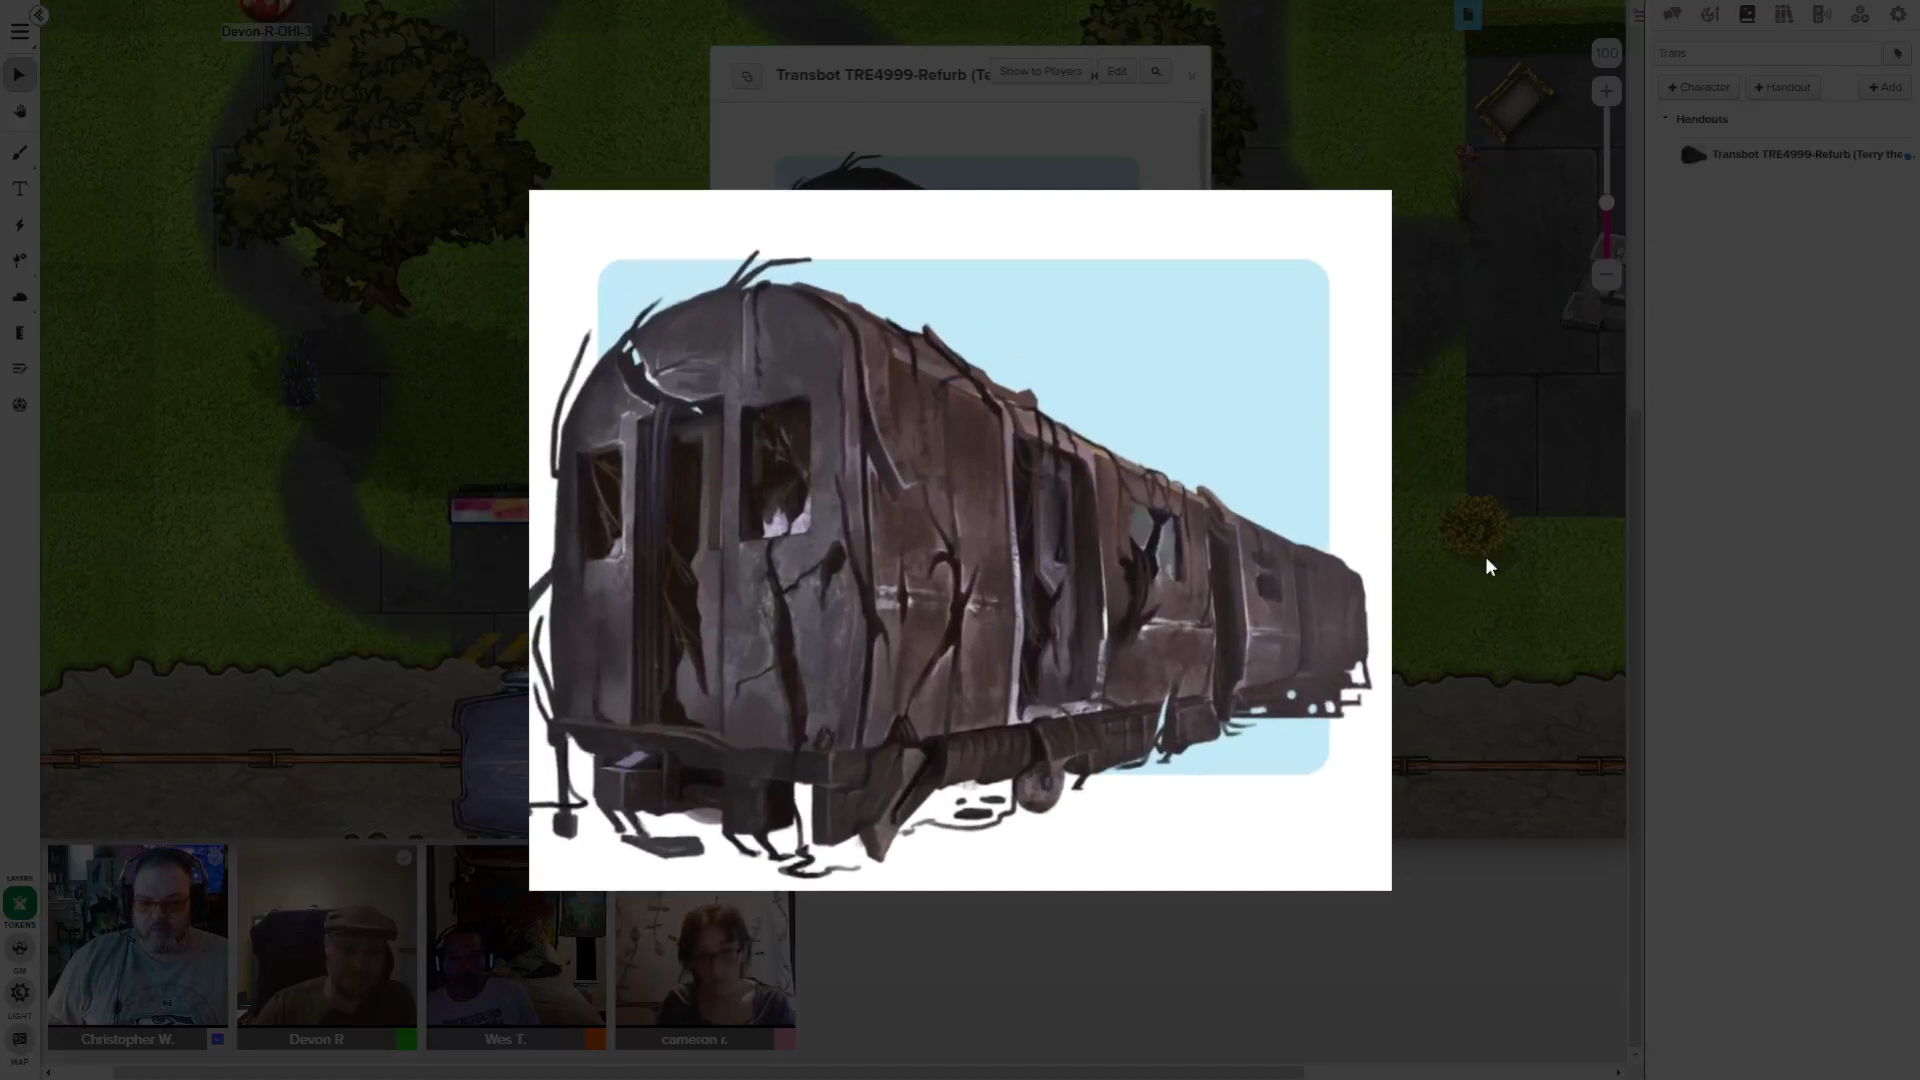 Devon-R-OHI-3
Transbot TRE4999-Refurb (Te
Show to Players
Edit
100
Trans
Character
Handout
Add
Handouts
Transbot TRE4999-Refurb (Terry the
LAYERS
TOKENS
GM
LIGHT
MAP
Christopher W.
Devon R
Wes T.
cameron r.